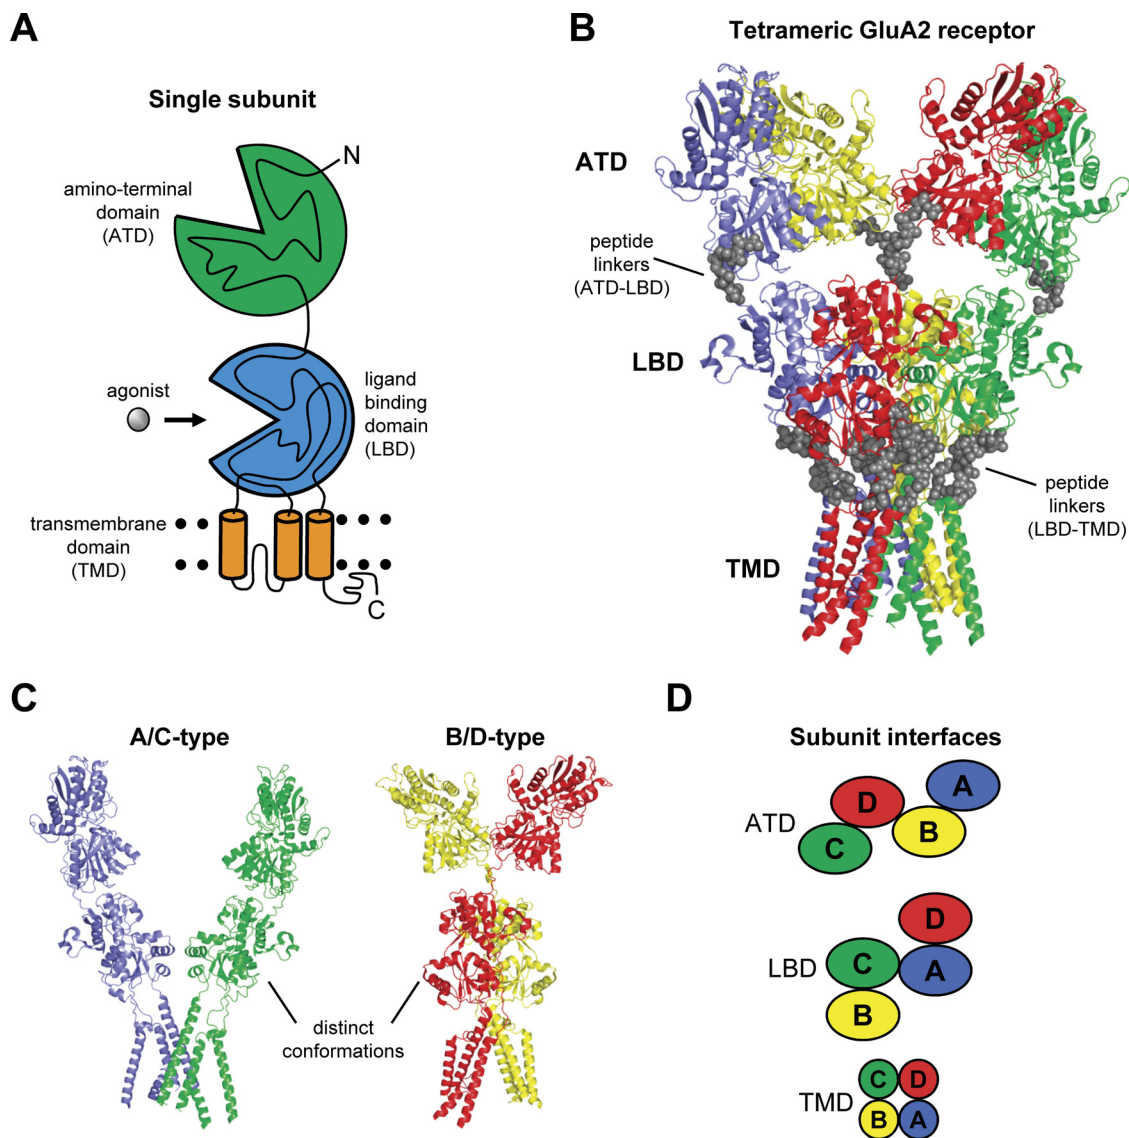 A
Single subunit
N
amino-terminal
domain
(ATD)
agonist
ligand
binding
domain
(LBD)
transmembrane
domain
(TMD)
C
B
Tetrameric GluA2 receptor
ATD
peptide
linkers
(ATD-LBD)
LBD
peptide
linkers
(LBD-TMD)
TMD
C
A/C-type
B/D-type
distinct
conformations
D
Subunit interfaces
ATD
D
A
C
B
LBD
D
C
A
B
TMD
C
D
B
A